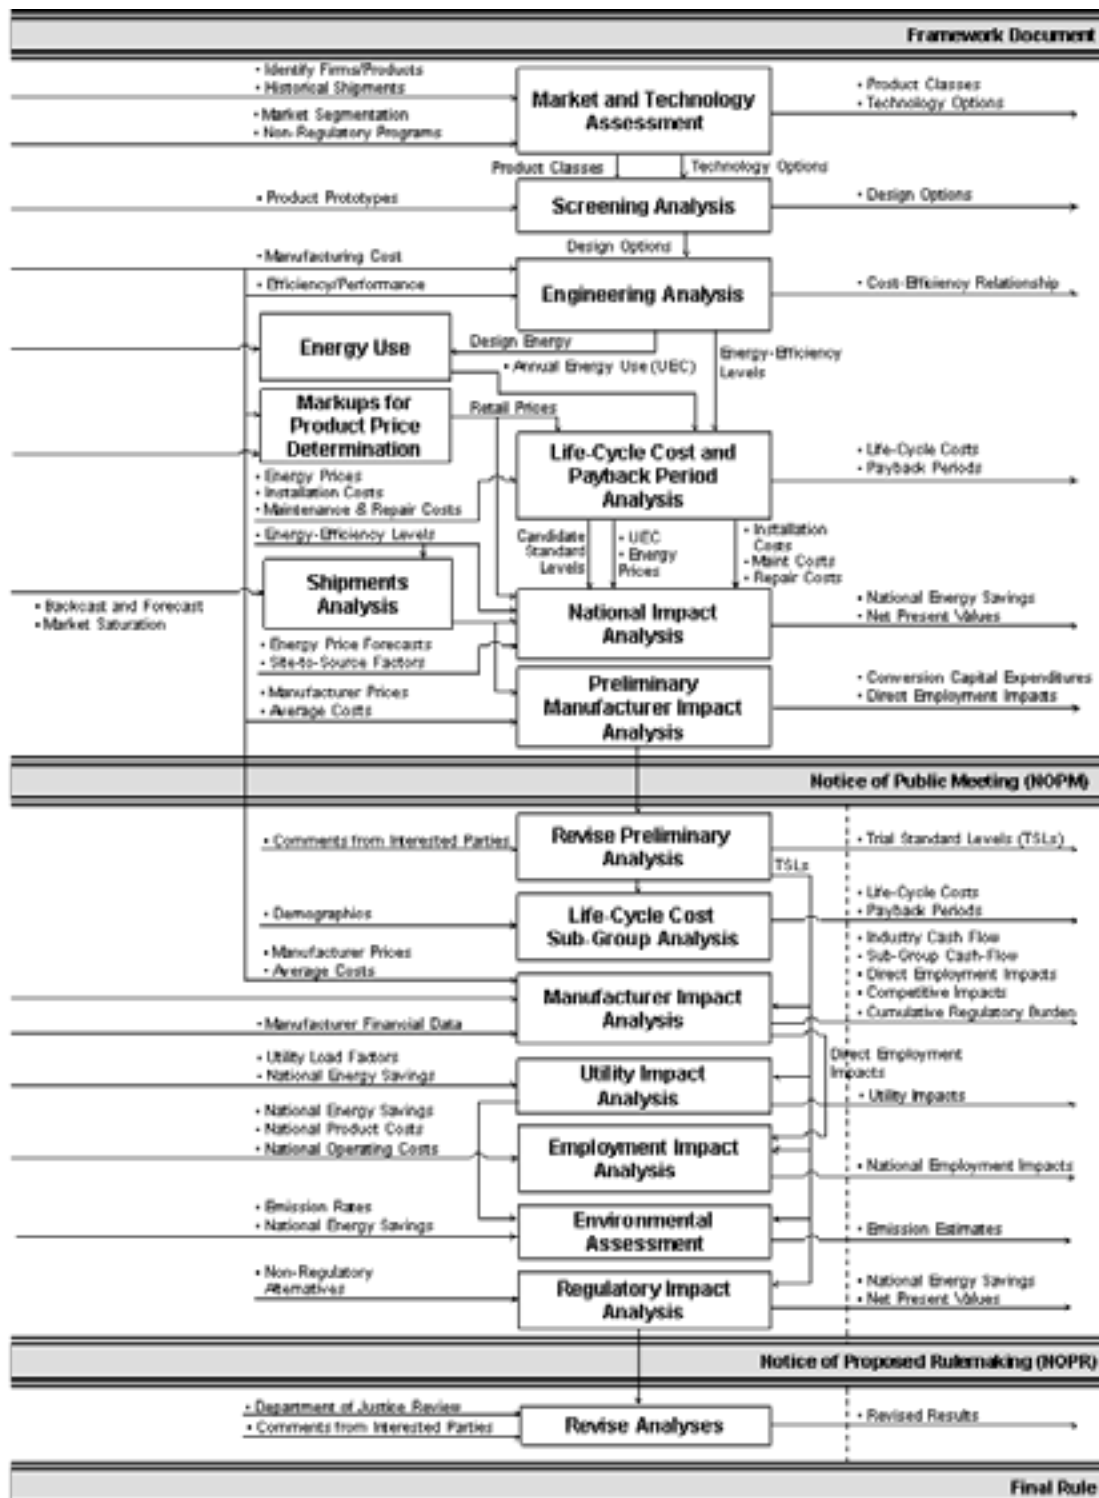 Framework Document
• Identify Firms/Products
• Historical Shipments
• Market Segmentation
• Non-Regulatory Programs
Market and Technology
Assessment
• Product Classes
• Technology Options
Product Classes
Technology Options
• Product Prototypes
Screening Analysis
• Design Options
Design Options
• Manufacturing Cost
• Efficiency/Performance
Engineering Analysis
• Cost-Efficiency Relationship
Energy Use
Design Energy
• Annual Energy Use (UEC)
Energy-Efficiency
Levels
Markups for
Product Price
Determination
Retail Prices
• Energy Prices
• Installation Costs
• Maintenance & Repair Costs
Life-Cycle Cost and
Payback Period
Analysis
• Life-Cycle Costs
• Payback Periods
• Energy-Efficiency Levels
Candidate
Standard
Levels
• UEC
• Energy
Prices
• Installation
Costs
• Maint Costs
• Repair Costs
Shipments
Analysis
• Backcast and Forecast
• Market Saturation
National Impact
Analysis
• National Energy Savings
• Net Present Values
• Energy Price Forecasts
• Site-to-Source Factors
• Manufacturer Prices
• Average Costs
Preliminary
Manufacturer Impact
Analysis
• Conversion Capital Expenditures
• Direct Employment Impacts
Notice of Public Meeting (NOPM)
• Comments from Interested Parties
Revise Preliminary
Analysis
• Trial Standard Levels (TSLs)
TSLs
• Demographics
Life-Cycle Cost
Sub-Group Analysis
• Life-Cycle Costs
• Payback Periods
• Manufacturer Prices
• Average Costs
• Manufacturer Financial Data
Manufacturer Impact
Analysis
• Industry Cash Flow
• Sub-Group Cash-Flow
• Direct Employment Impacts
• Competitive Impacts
• Cumulative Regulatory Burden
Direct Employment
Impacts
• Utility Load Factors
• National Energy Savings
Utility Impact
Analysis
• Utility Impacts
• National Energy Savings
• National Product Costs
• National Operating Costs
Employment Impact
Analysis
• National Employment Impacts
• Emission Rates
• National Energy Savings
Environmental
Assessment
• Emission Estimates
• Non-Regulatory
Alternatives
Regulatory Impact
Analysis
• National Energy Savings
• Net Present Values
Notice of Proposed Rulemaking (NOPR)
• Department of Justice Review
• Comments from Interested Parties
Revise Analyses
• Revised Results
Final Rule